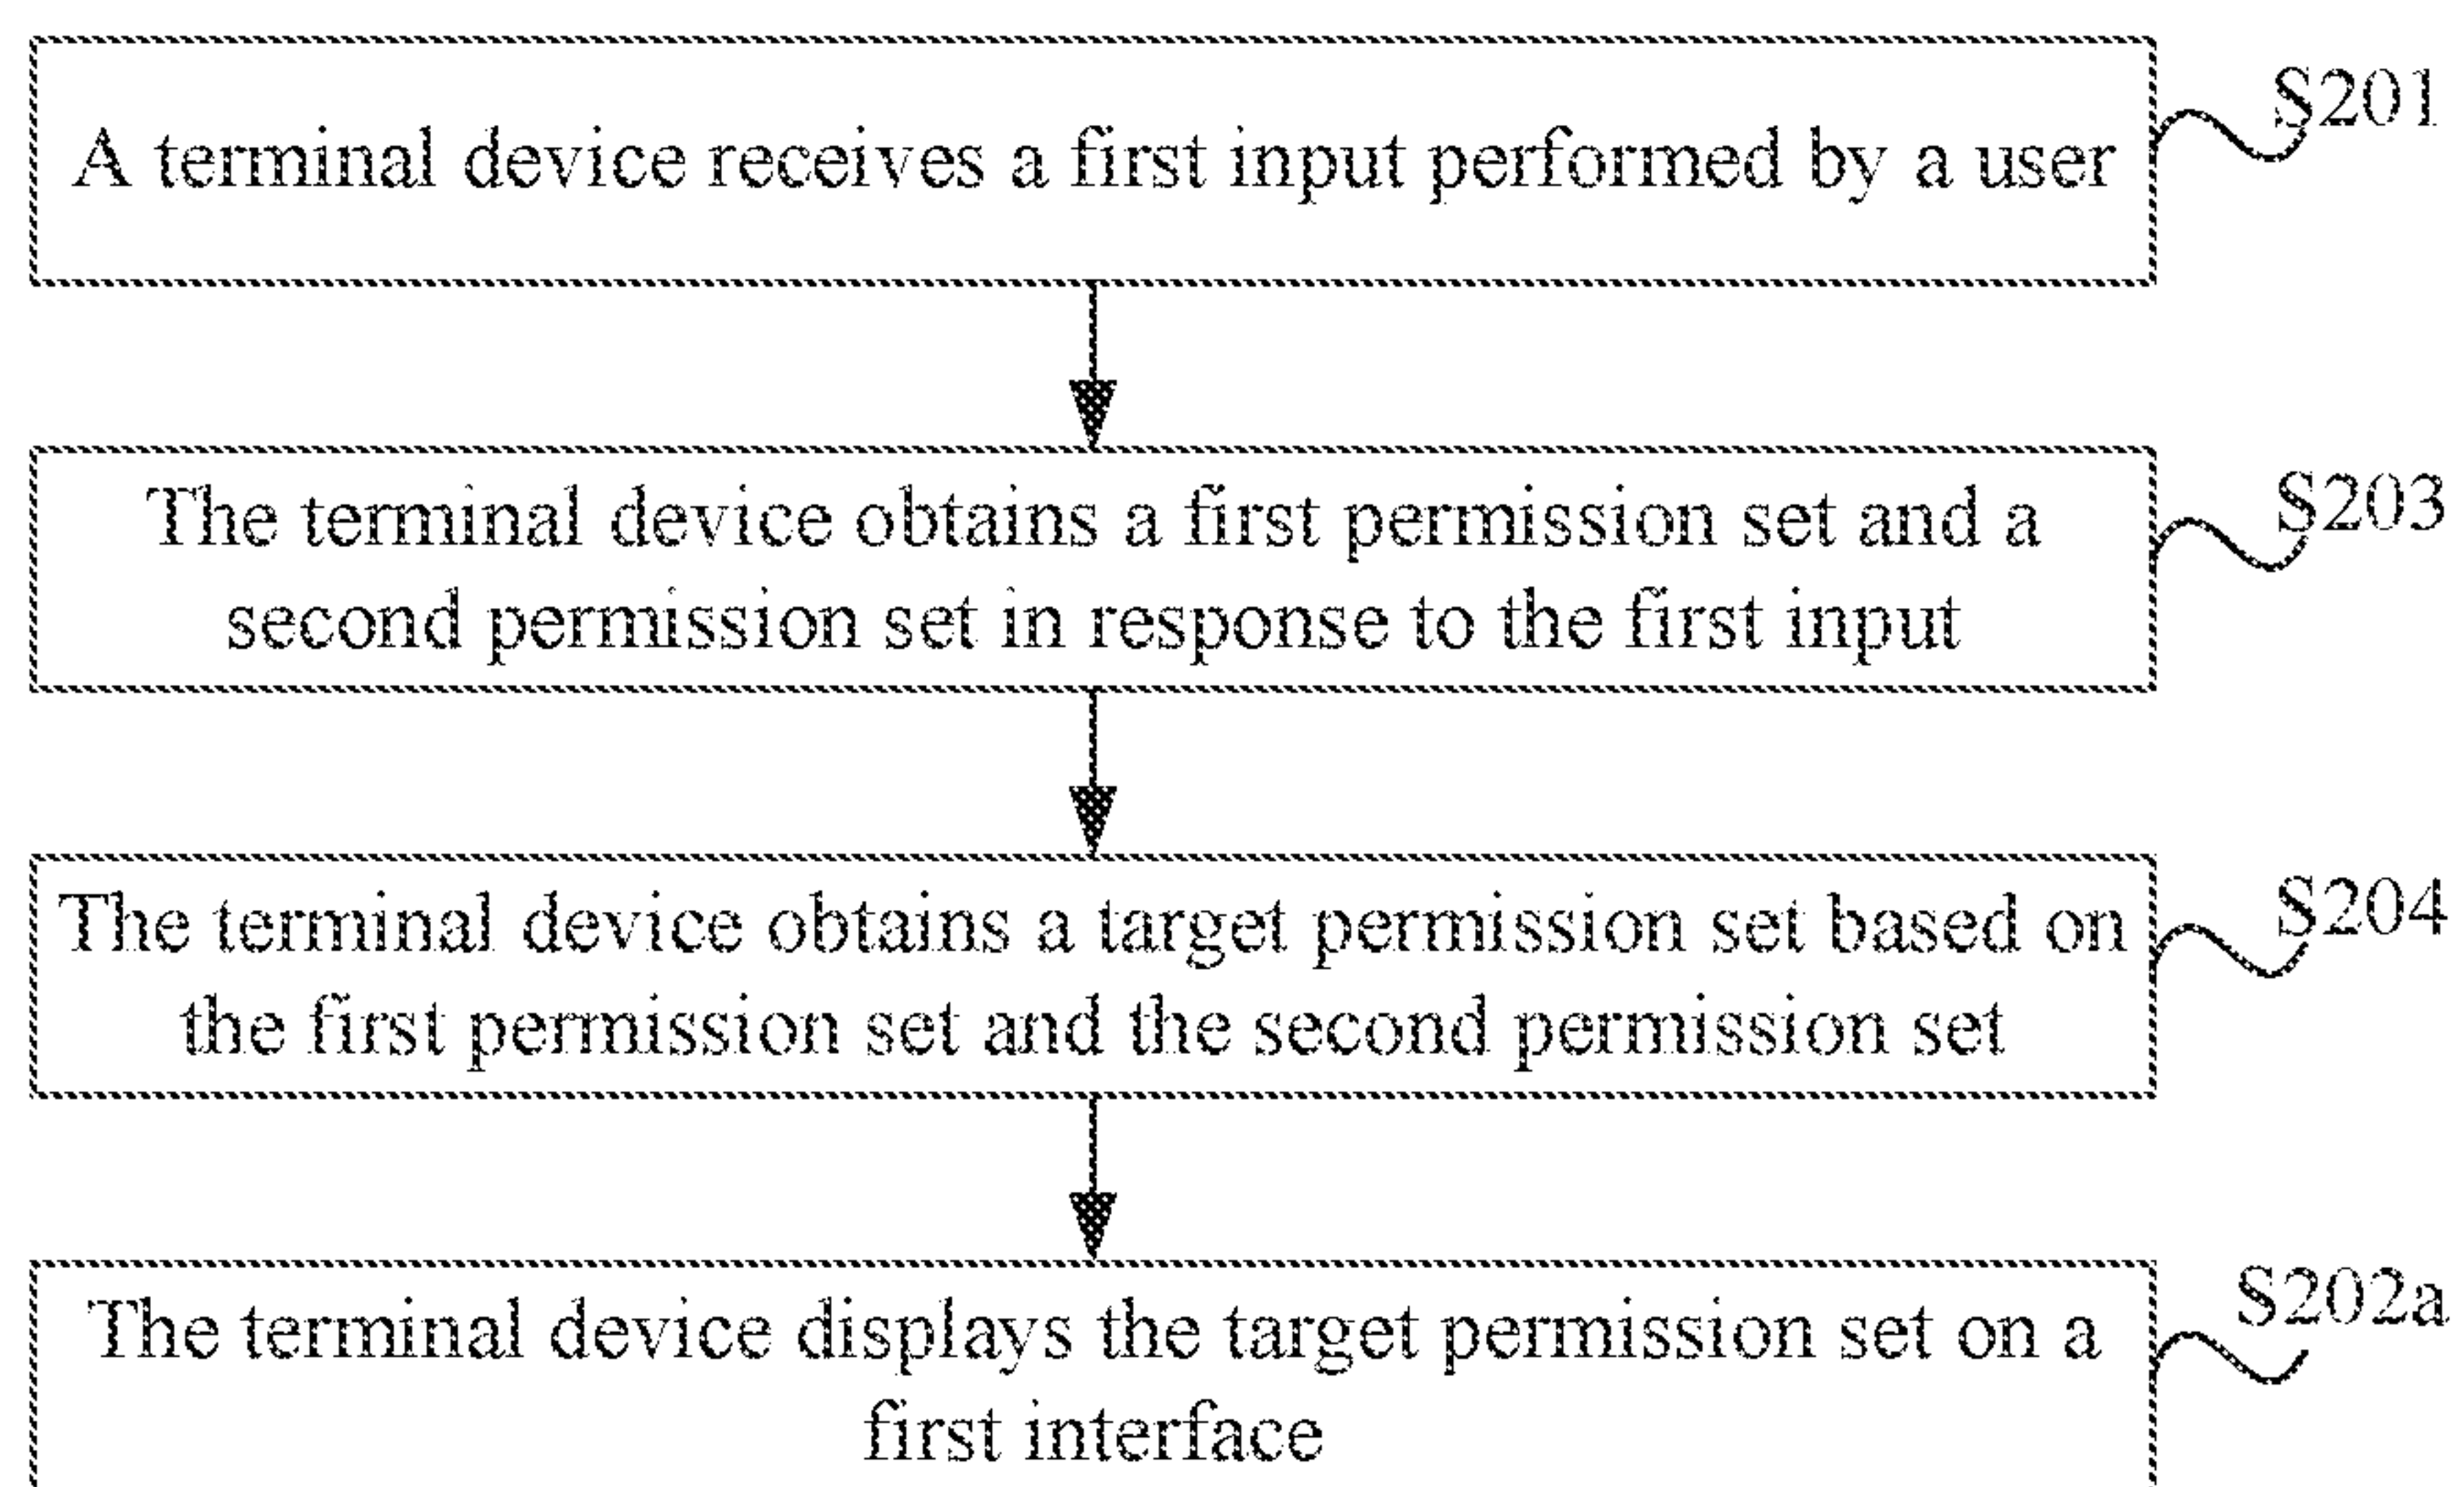 A terminal device receives a first input performed by a user
S201
The terminal device obtains a first permission set and a
second permission set in response to the first input
S203
The terminal device obtains a target permission set based on
the first permission set and the second permission set
S204
The terminal device displays the target permission set on a
first interface
S202a